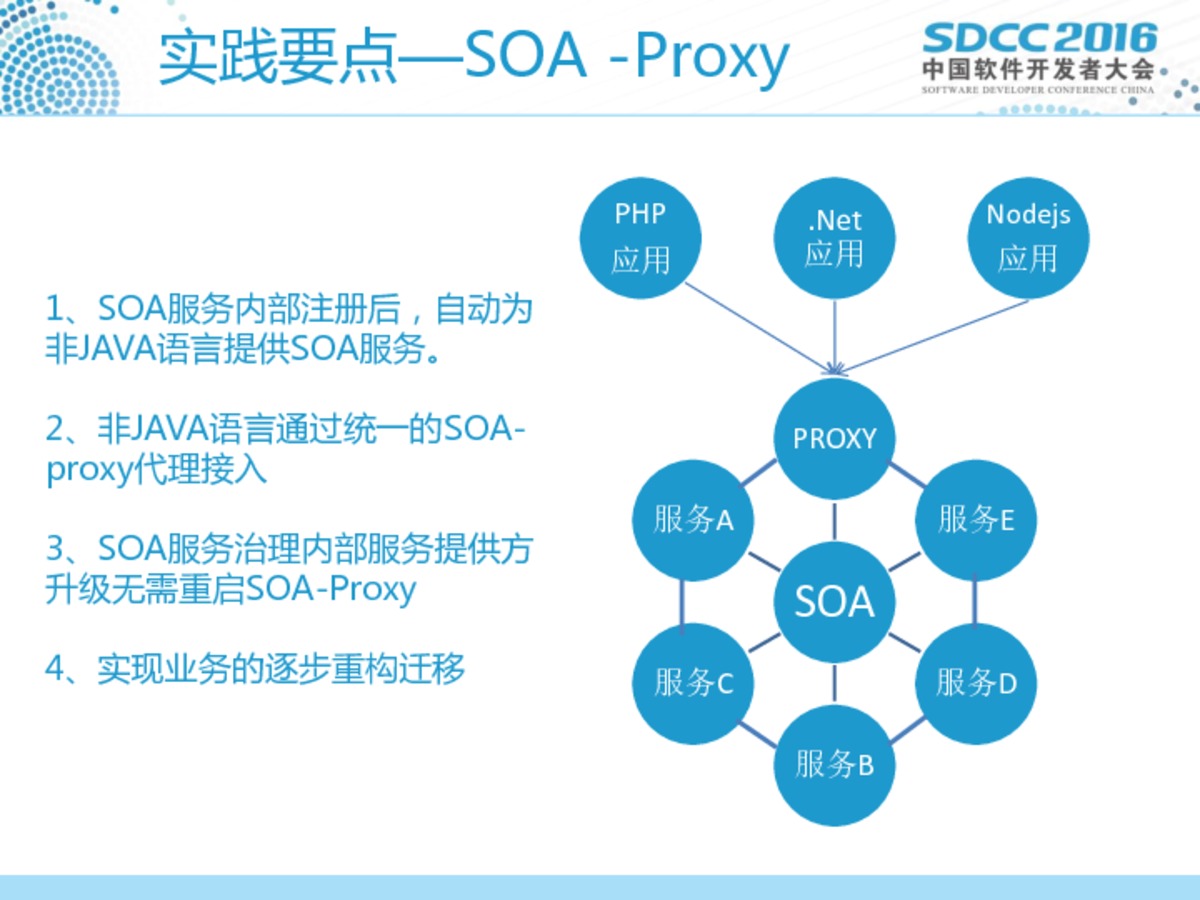 实践要点—SOA -Proxy
SDCC 2016
中国软件开发者大会
SOFTWARE DEVELOPER CONFERENCE CHINA
1、SOA服务内部注册后，自动为
非JAVA语言提供SOA服务。
2、非JAVA语言通过统一的SOA-
proxy代理接入
3、SOA服务治理内部服务提供方
升级无需重启SOA-Proxy
4、实现业务的逐步重构迁移
PHP
应用
.Net
应用
Nodejs
应用
PROXY
服务A
服务E
SOA
服务C
服务D
服务B